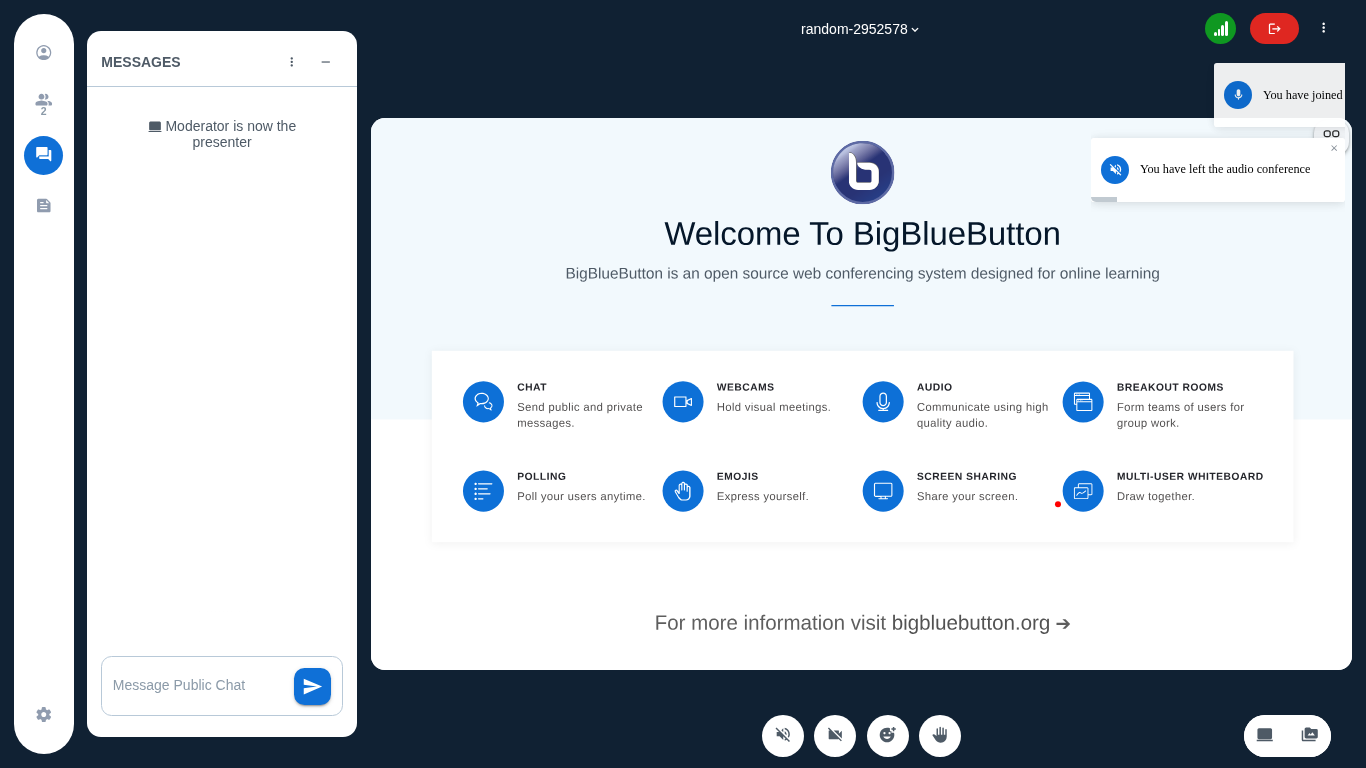 random-2952578
2
MESSAGES
Moderator is now the
presenter
Message Public Chat
You have joined
You have left the audio conference
Welcome To BigBlueButton
BigBlueButton is an open source web conferencing system designed for online learning
CHAT
Send public and private
messages.
WEBCAMS
Hold visual meetings.
AUDIO
Communicate using high
quality audio.
BREAKOUT ROOMS
Form teams of users for
group work.
POLLING
Poll your users anytime.
EMOJIS
Express yourself.
SCREEN SHARING
Share your screen.
MULTI-USER WHITEBOARD
Draw together.
For more information visit bigbluebutton.org ➔